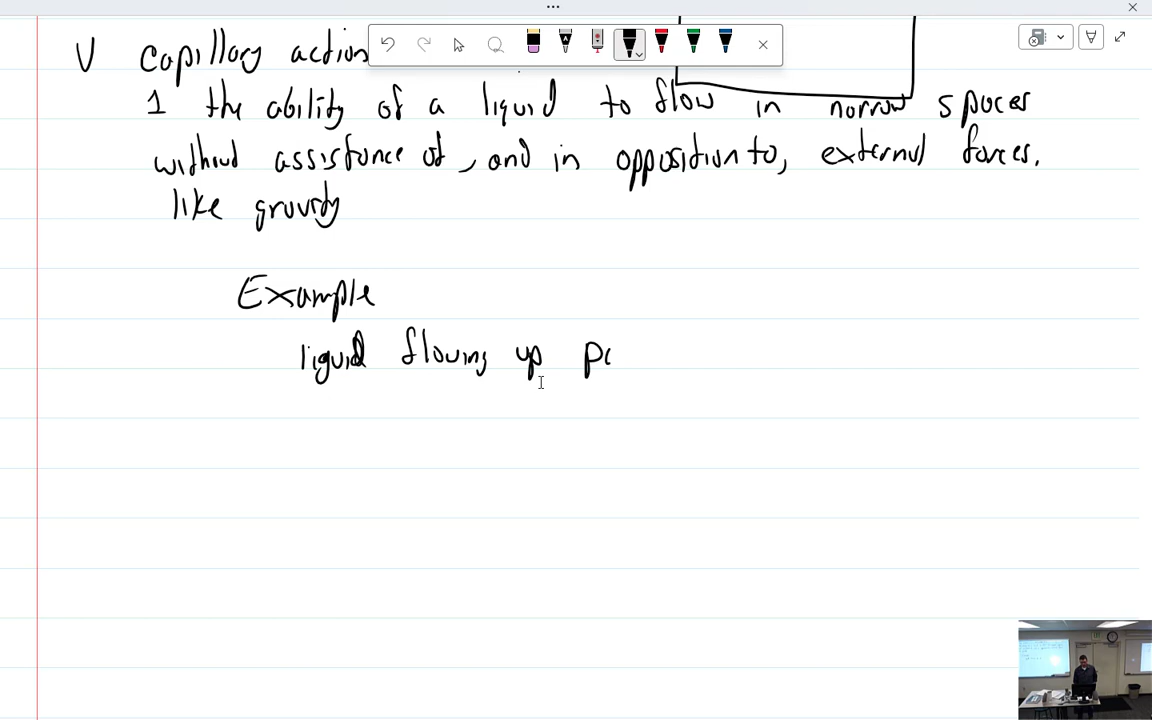 V capillary action
1 the ability of a liquid to flow in narrow spaces
without assistance of, and in opposition to, external forces,
like gravity
Example
liquid flowing up pa